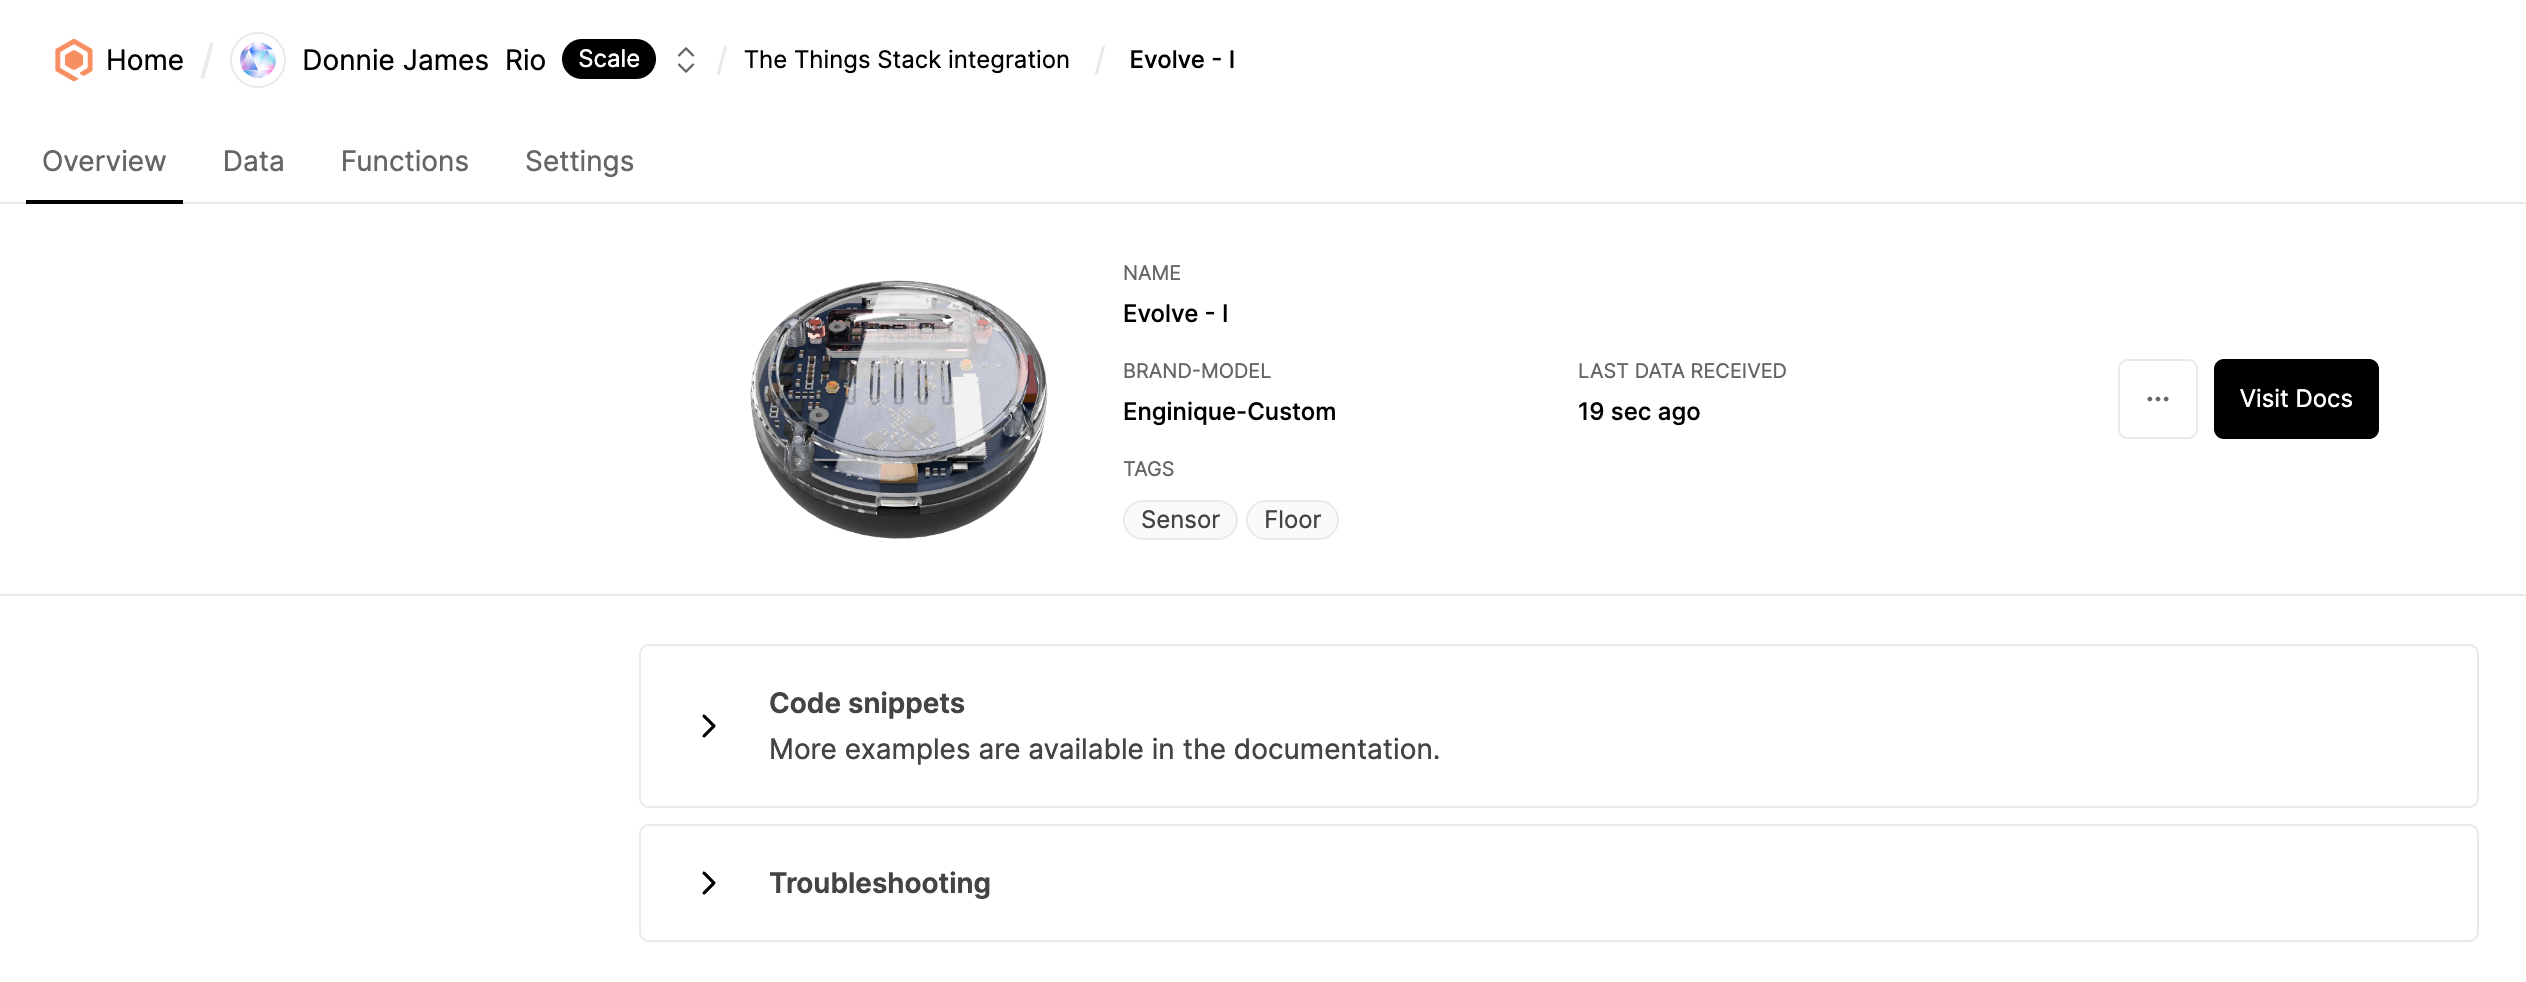 Home / Donnie James Rio Scale / The Things Stack integration / Evolve - I
Overview Data Functions Settings
NAME
Evolve - I
BRAND-MODEL
Enginique-Custom
LAST DATA RECEIVED
19 sec ago
TAGS
Sensor Floor
... Visit Docs
Code snippets
More examples are available in the documentation.
Troubleshooting